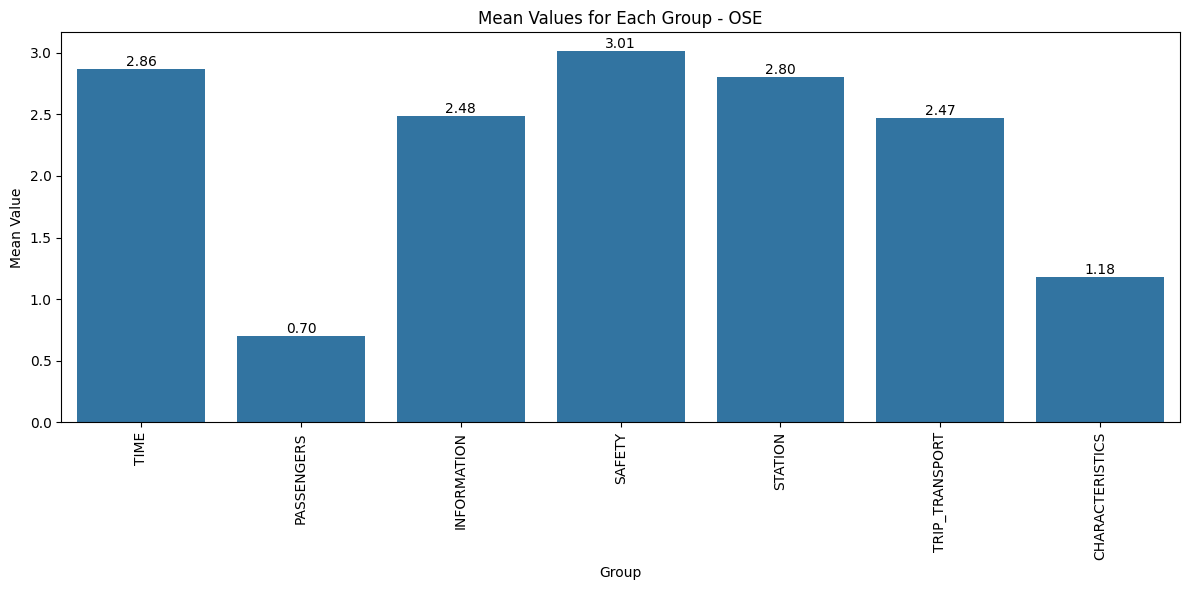 Mean Values for Each Group - OSE
Mean Value
3.0
2.5
2.0
1.5
1.0
0.5
0.0
2.86
0.70
2.48
3.01
2.80
2.47
1.18
TIME
PASSENGERS
INFORMATION
SAFETY
STATION
TRIP_TRANSPORT
CHARACTERISTICS
Group